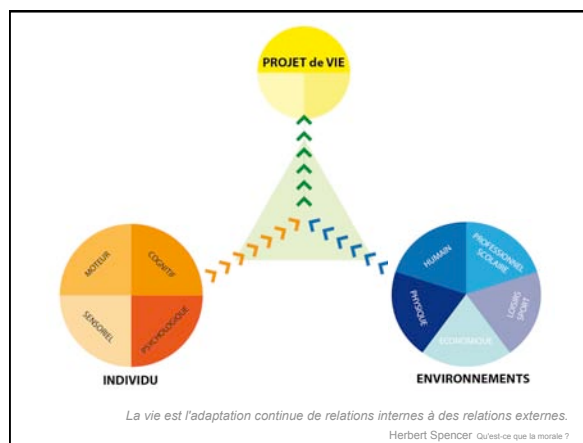 PROJET de VIE
MOTEUR
COGNITIF
SENSORIEL
PSYCHOLOGIQUE
INDIVIDU
HUMAIN
PROFESSIONNEL
SCOLAIRE
PHYSIQUE
LOISIRS
SPORT
ECONOMIQUE
ENVIRONNEMENTS
La vie est l'adaptation continue de relations internes à des relations externes.
Herbert Spencer Qu'est-ce que la morale ?